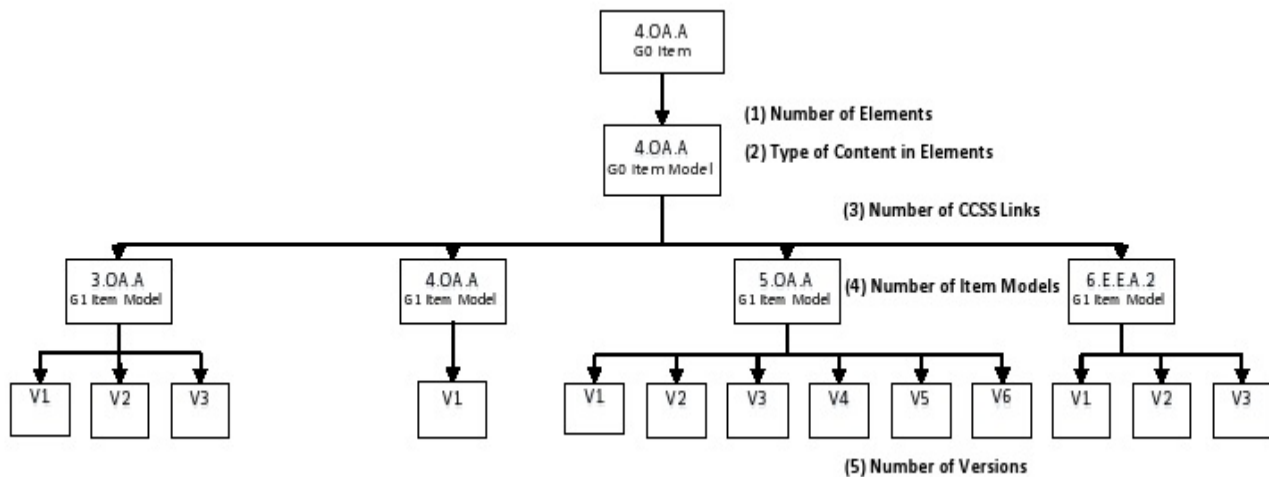 4.OA.A
G0 Item
(1) Number of Elements
4.OA.A
G0 Item Model
(2) Type of Content in Elements
(3) Number of CCSS Links
3.OA.A
G1 Item Model
4.OA.A
G1 Item Model
5.OA.A
G1 Item Model
(4) Number of Item Models
6.E.E.A.2
G1 Item Model
V1
V2
V3
V1
V1
V2
V3
V4
V5
V6
V1
V2
V3
(5) Number of Versions